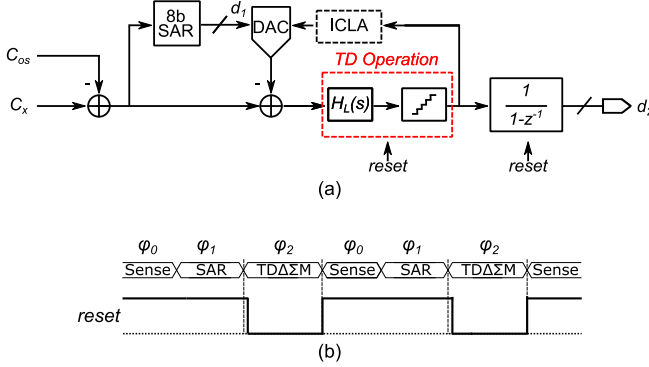 8b
SAR
d1
DAC
ICLA
Cos
-
-
TD Operation
Cx
HL(s)
1
1-z-1
reset
reset
(a)
φ0 φ1 φ2 φ0 φ1 φ2
Sense SAR TDΔΣM Sense SAR TDΔΣM Sense
reset
(b)